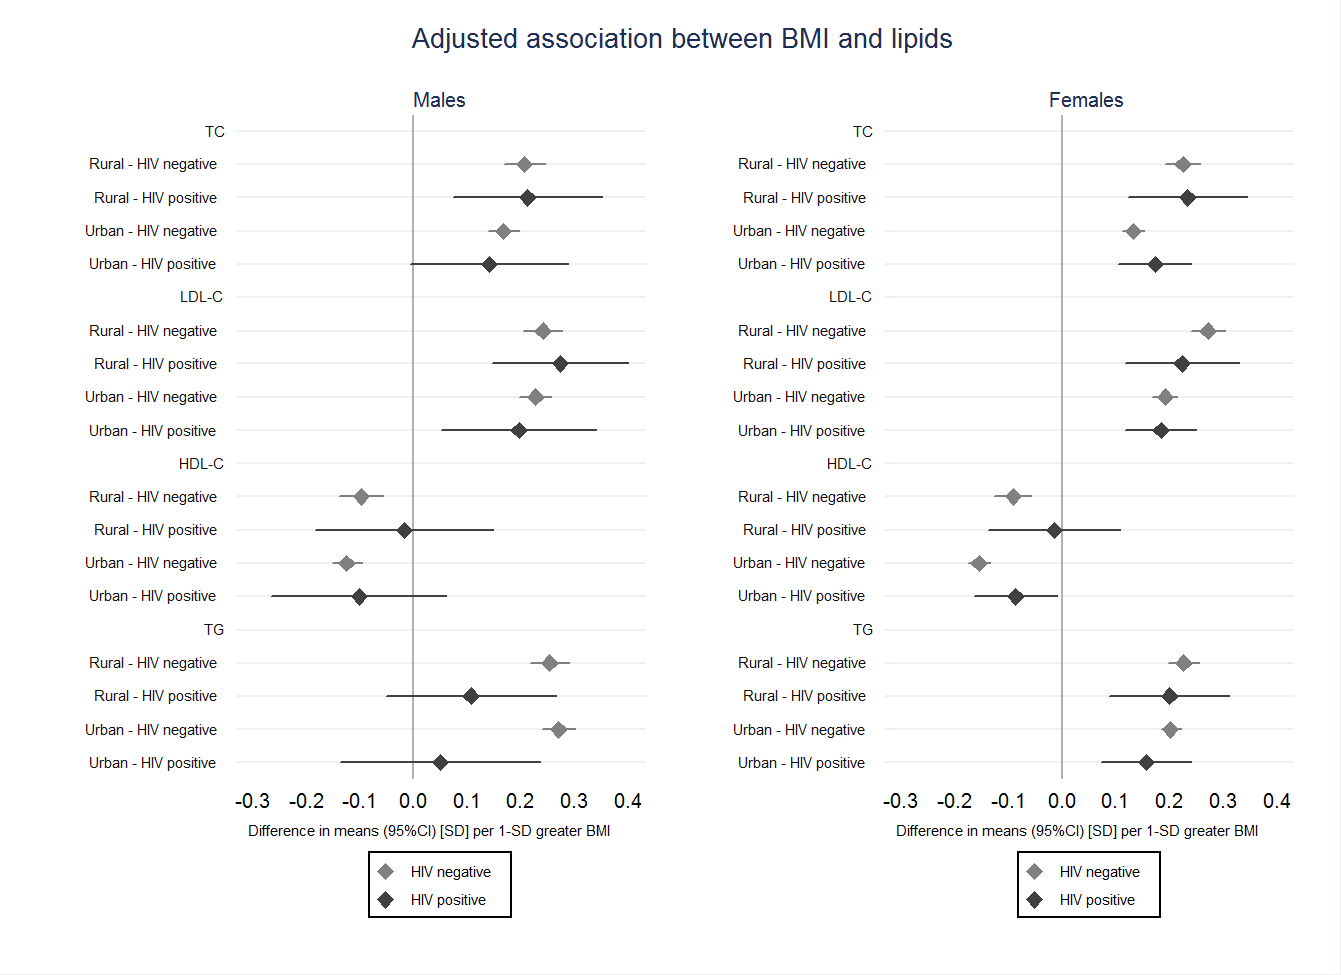 Adjusted association between BMI and lipids
Males
TC
Rural - HIV negative
Rural - HIV positive
Urban - HIV negative
Urban - HIV positive
LDL-C
Rural - HIV negative
Rural - HIV positive
Urban - HIV negative
Urban - HIV positive
HDL-C
Rural - HIV negative
Rural - HIV positive
Urban - HIV negative
Urban - HIV positive
TG
Rural - HIV negative
Rural - HIV positive
Urban - HIV negative
Urban - HIV positive
-0.3 -0.2 -0.1 0.0 0.1 0.2 0.3 0.4
Difference in means (95%CI) [SD] per 1-SD greater BMI
HIV negative
HIV positive
Females
TC
Rural - HIV negative
Rural - HIV positive
Urban - HIV negative
Urban - HIV positive
LDL-C
Rural - HIV negative
Rural - HIV positive
Urban - HIV negative
Urban - HIV positive
HDL-C
Rural - HIV negative
Rural - HIV positive
Urban - HIV negative
Urban - HIV positive
TG
Rural - HIV negative
Rural - HIV positive
Urban - HIV negative
Urban - HIV positive
-0.3 -0.2 -0.1 0.0 0.1 0.2 0.3 0.4
Difference in means (95%CI) [SD] per 1-SD greater BMI
HIV negative
HIV positive